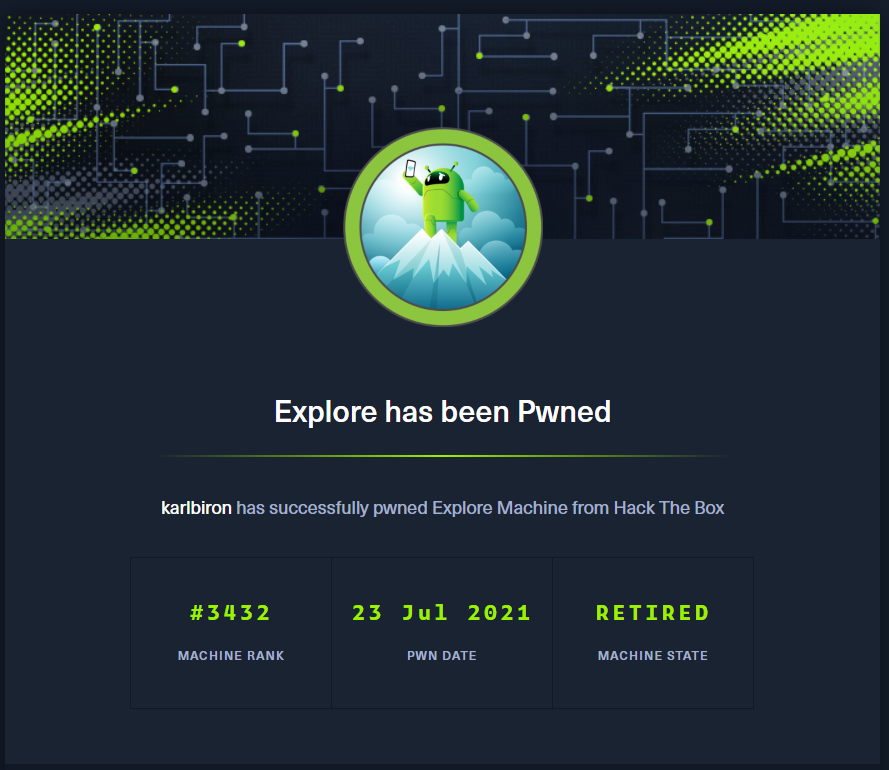 Explore has been Pwned
karlbiron has successfully pwned Explore Machine from Hack The Box
#3432
MACHINE RANK
23 Jul 2021
PWN DATE
RETIRED
MACHINE STATE